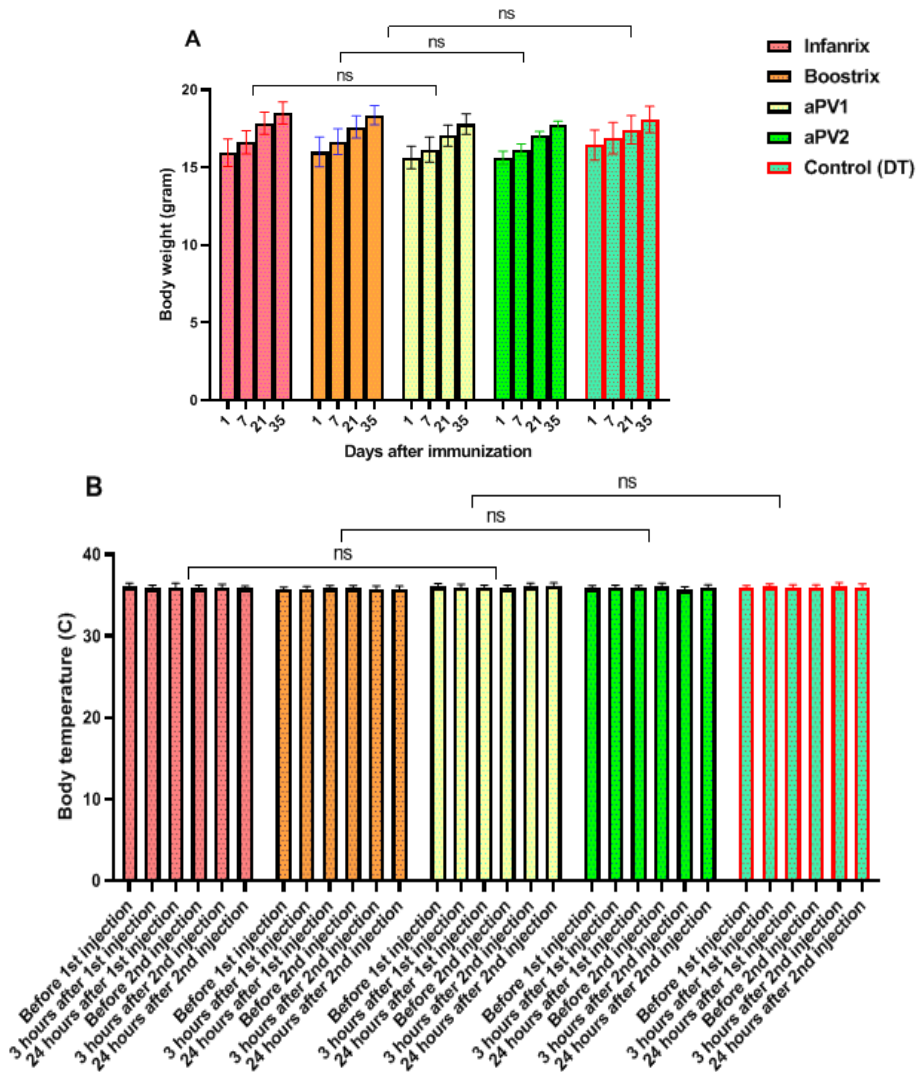 A
ns
ns
ns
Infanrix
Boostrix
aPV1
aPV2
Control (DT)
Body weight (gram)
20
15
10
5
0
1 7 21 35 1 7 21 35 1 7 21 35 1 7 21 35 1 7 21 35
Days after immunization
B
ns
ns
ns
Body temperature (C)
40
30
20
10
0
Before 1st injection
3 hours after 1st injection
24 hours after 1st injection
Before 2nd injection
3 hours after 2nd injection
24 hours after 2nd injection
Before 1st injection
3 hours after 1st injection
24 hours after 1st injection
Before 2nd injection
3 hours after 2nd injection
24 hours after 2nd injection
Before 1st injection
3 hours after 1st injection
24 hours after 1st injection
Before 2nd injection
3 hours after 2nd injection
24 hours after 2nd injection
Before 1st injection
3 hours after 1st injection
24 hours after 1st injection
Before 2nd injection
3 hours after 2nd injection
24 hours after 2nd injection
Before 1st injection
3 hours after 1st injection
24 hours after 1st injection
Before 2nd injection
3 hours after 2nd injection
24 hours after 2nd injection